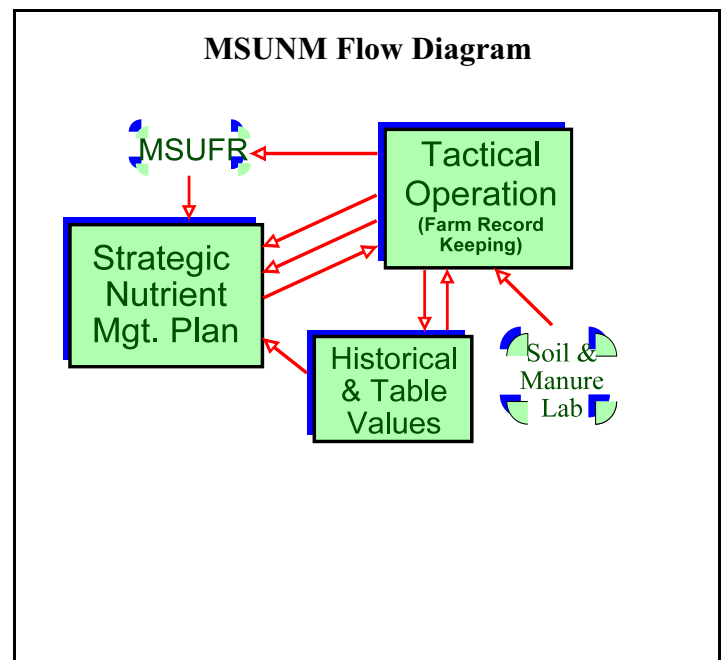 MSUNM Flow Diagram
MSUFR
Tactical
Operation
(Farm Record
Keeping)
Strategic
Nutrient
Mgt. Plan
Historical
& Table
Values
Soil &
Manure
Lab